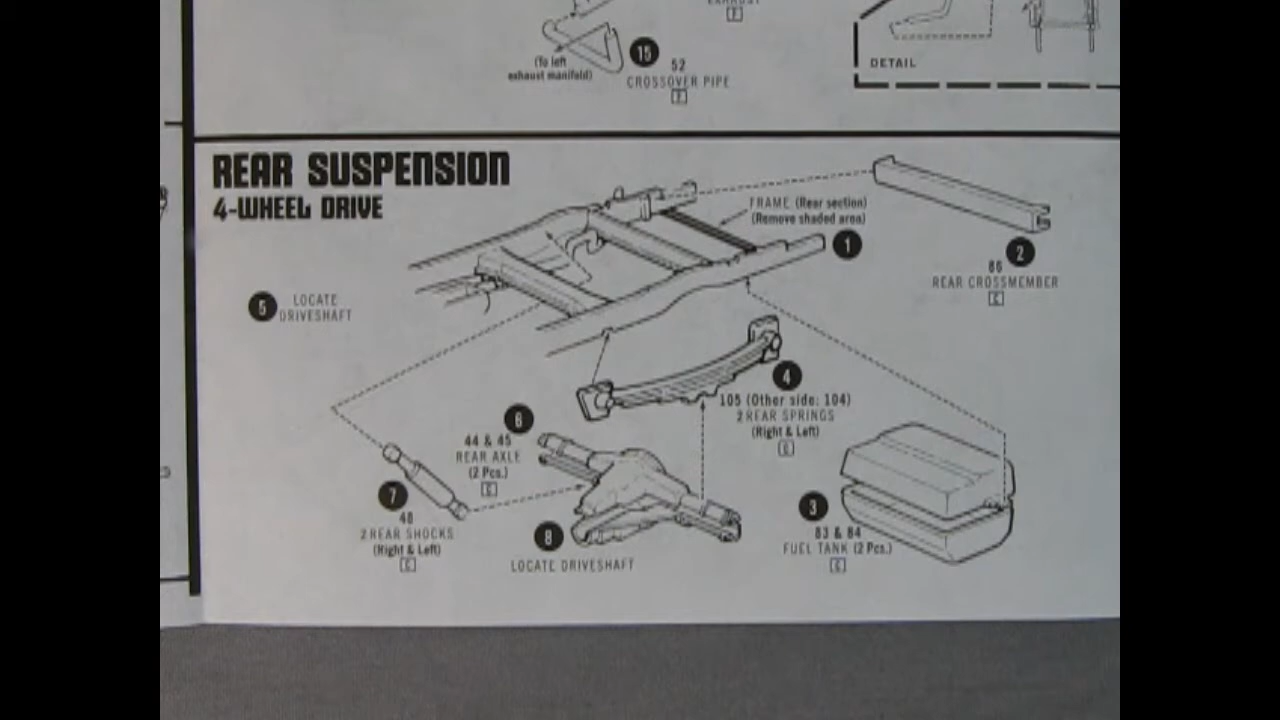 EXHAUST
F
(To left
exhaust manifold)
15
52
CROSSOVER PIPE
F
DETAIL
REAR SUSPENSION
4-WHEEL DRIVE
FRAME (Rear section)
(Remove shaded area)
1
2
86
REAR CROSSMEMBER
C
5
LOCATE
DRIVESHAFT
4
105 (Other side: 104)
2 REAR SPRINGS
(Right & Left)
C
6
44 & 45
REAR AXLE
(2 Pcs.)
C
7
48
2 REAR SHOCKS
(Right & Left)
C
8
LOCATE DRIVESHAFT
3
83 & 84
FUEL TANK (2 Pcs.)
C